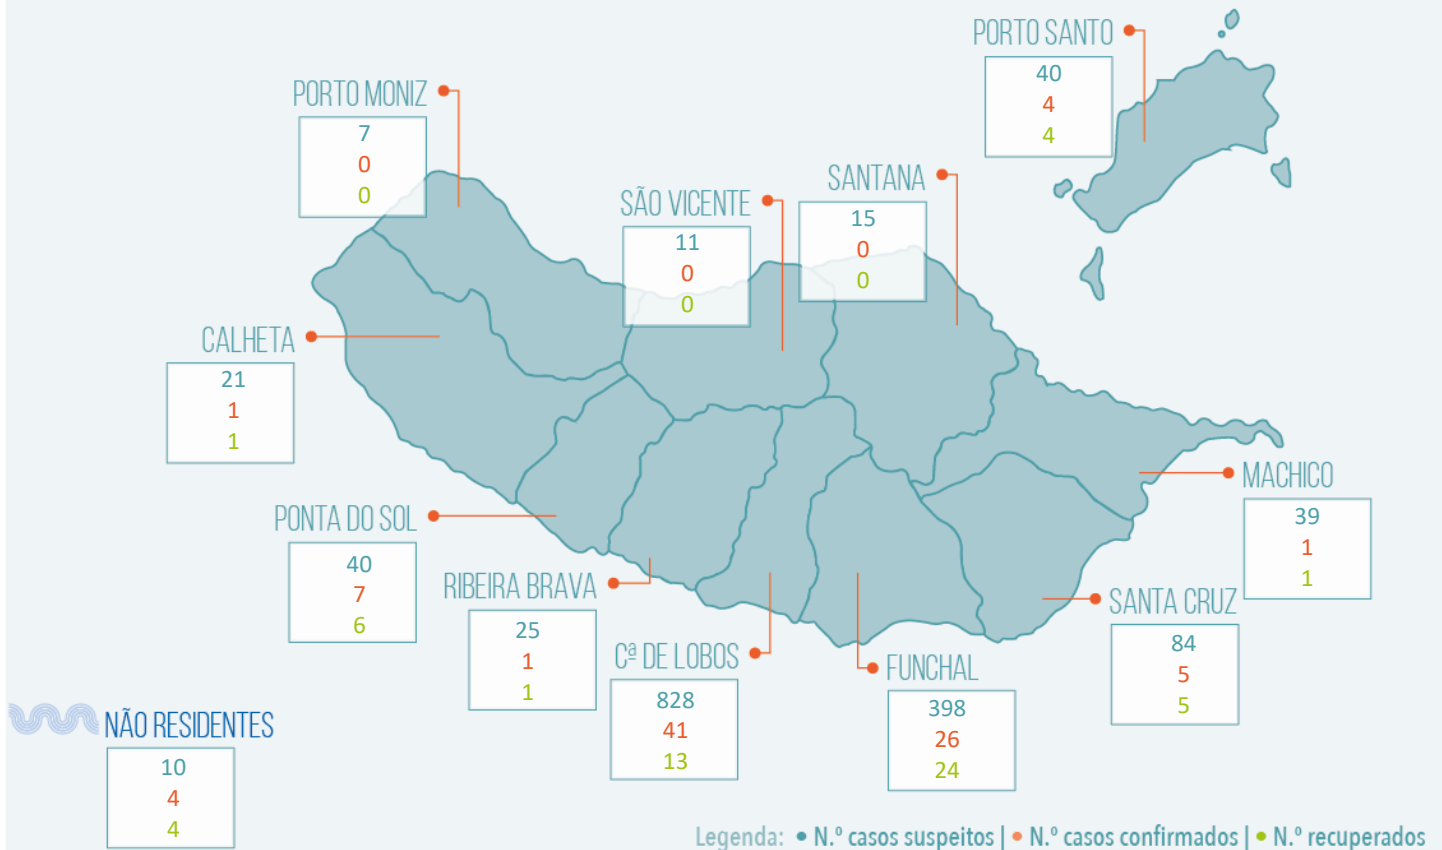 PORTO SANTO
40
4
4
PORTO MONIZ
7
0
0
SANTANA
15
0
0
SÃO VICENTE
11
0
0
CALHETA
21
1
1
MACHICO
39
1
1
PONTA DO SOL
40
7
6
RIBEIRA BRAVA
25
1
1
SANTA CRUZ
84
5
5
Cª DE LOBOS
828
41
13
FUNCHAL
398
26
24
NÃO RESIDENTES
10
4
4
Legenda: • N.º casos suspeitos | • N.º casos confirmados | • N.º recuperados